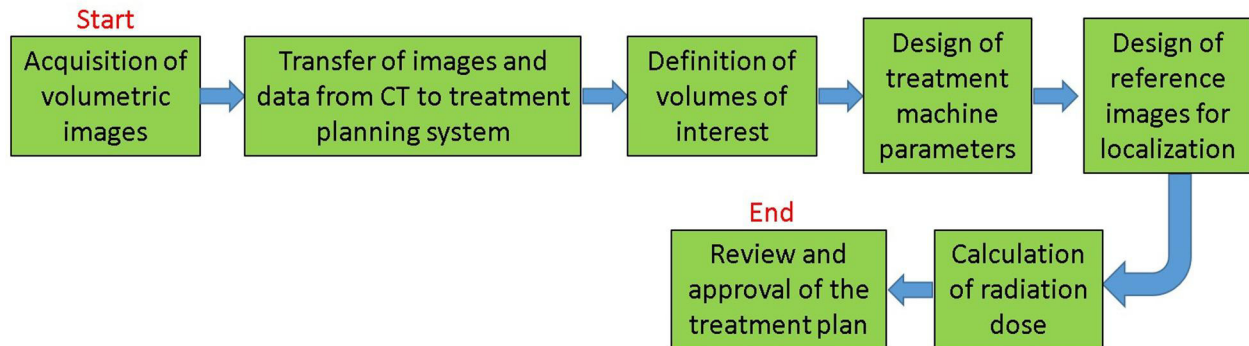 Start
Acquisition of
volumetric
images
Transfer of images and
data from CT to treatment
planning system
Definition of
volumes of
interest
Design of
treatment
machine
parameters
Design of
reference
images for
localization
Calculation
of radiation
dose
End
Review and
approval of the
treatment plan